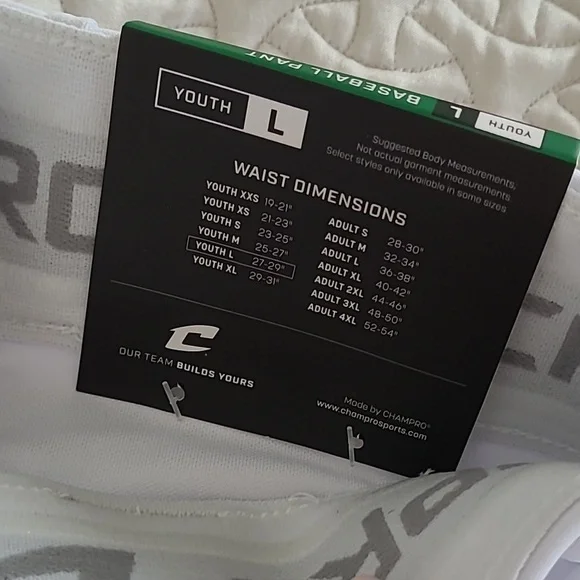 BASEBALL PANT
L
YOUTH
YOUTH L
Suggested Body Measurements,
Not actual garment measurements
Select styles only available in some sizes
WAIST DIMENSIONS
YOUTH XXS 19-21"
YOUTH XS 21-23"
YOUTH S 23-25"
YOUTH M 25-27"
YOUTH L 27-29"
YOUTH XL 29-31"
ADULT S 28-30"
ADULT M 32-34"
ADULT L 36-38"
ADULT XL 40-42"
ADULT 2XL 44-46"
ADULT 3XL 48-50"
ADULT 4XL 52-54"
C
OUR TEAM BUILDS YOURS
Made by CHAMPRO®
www.champrosports.com